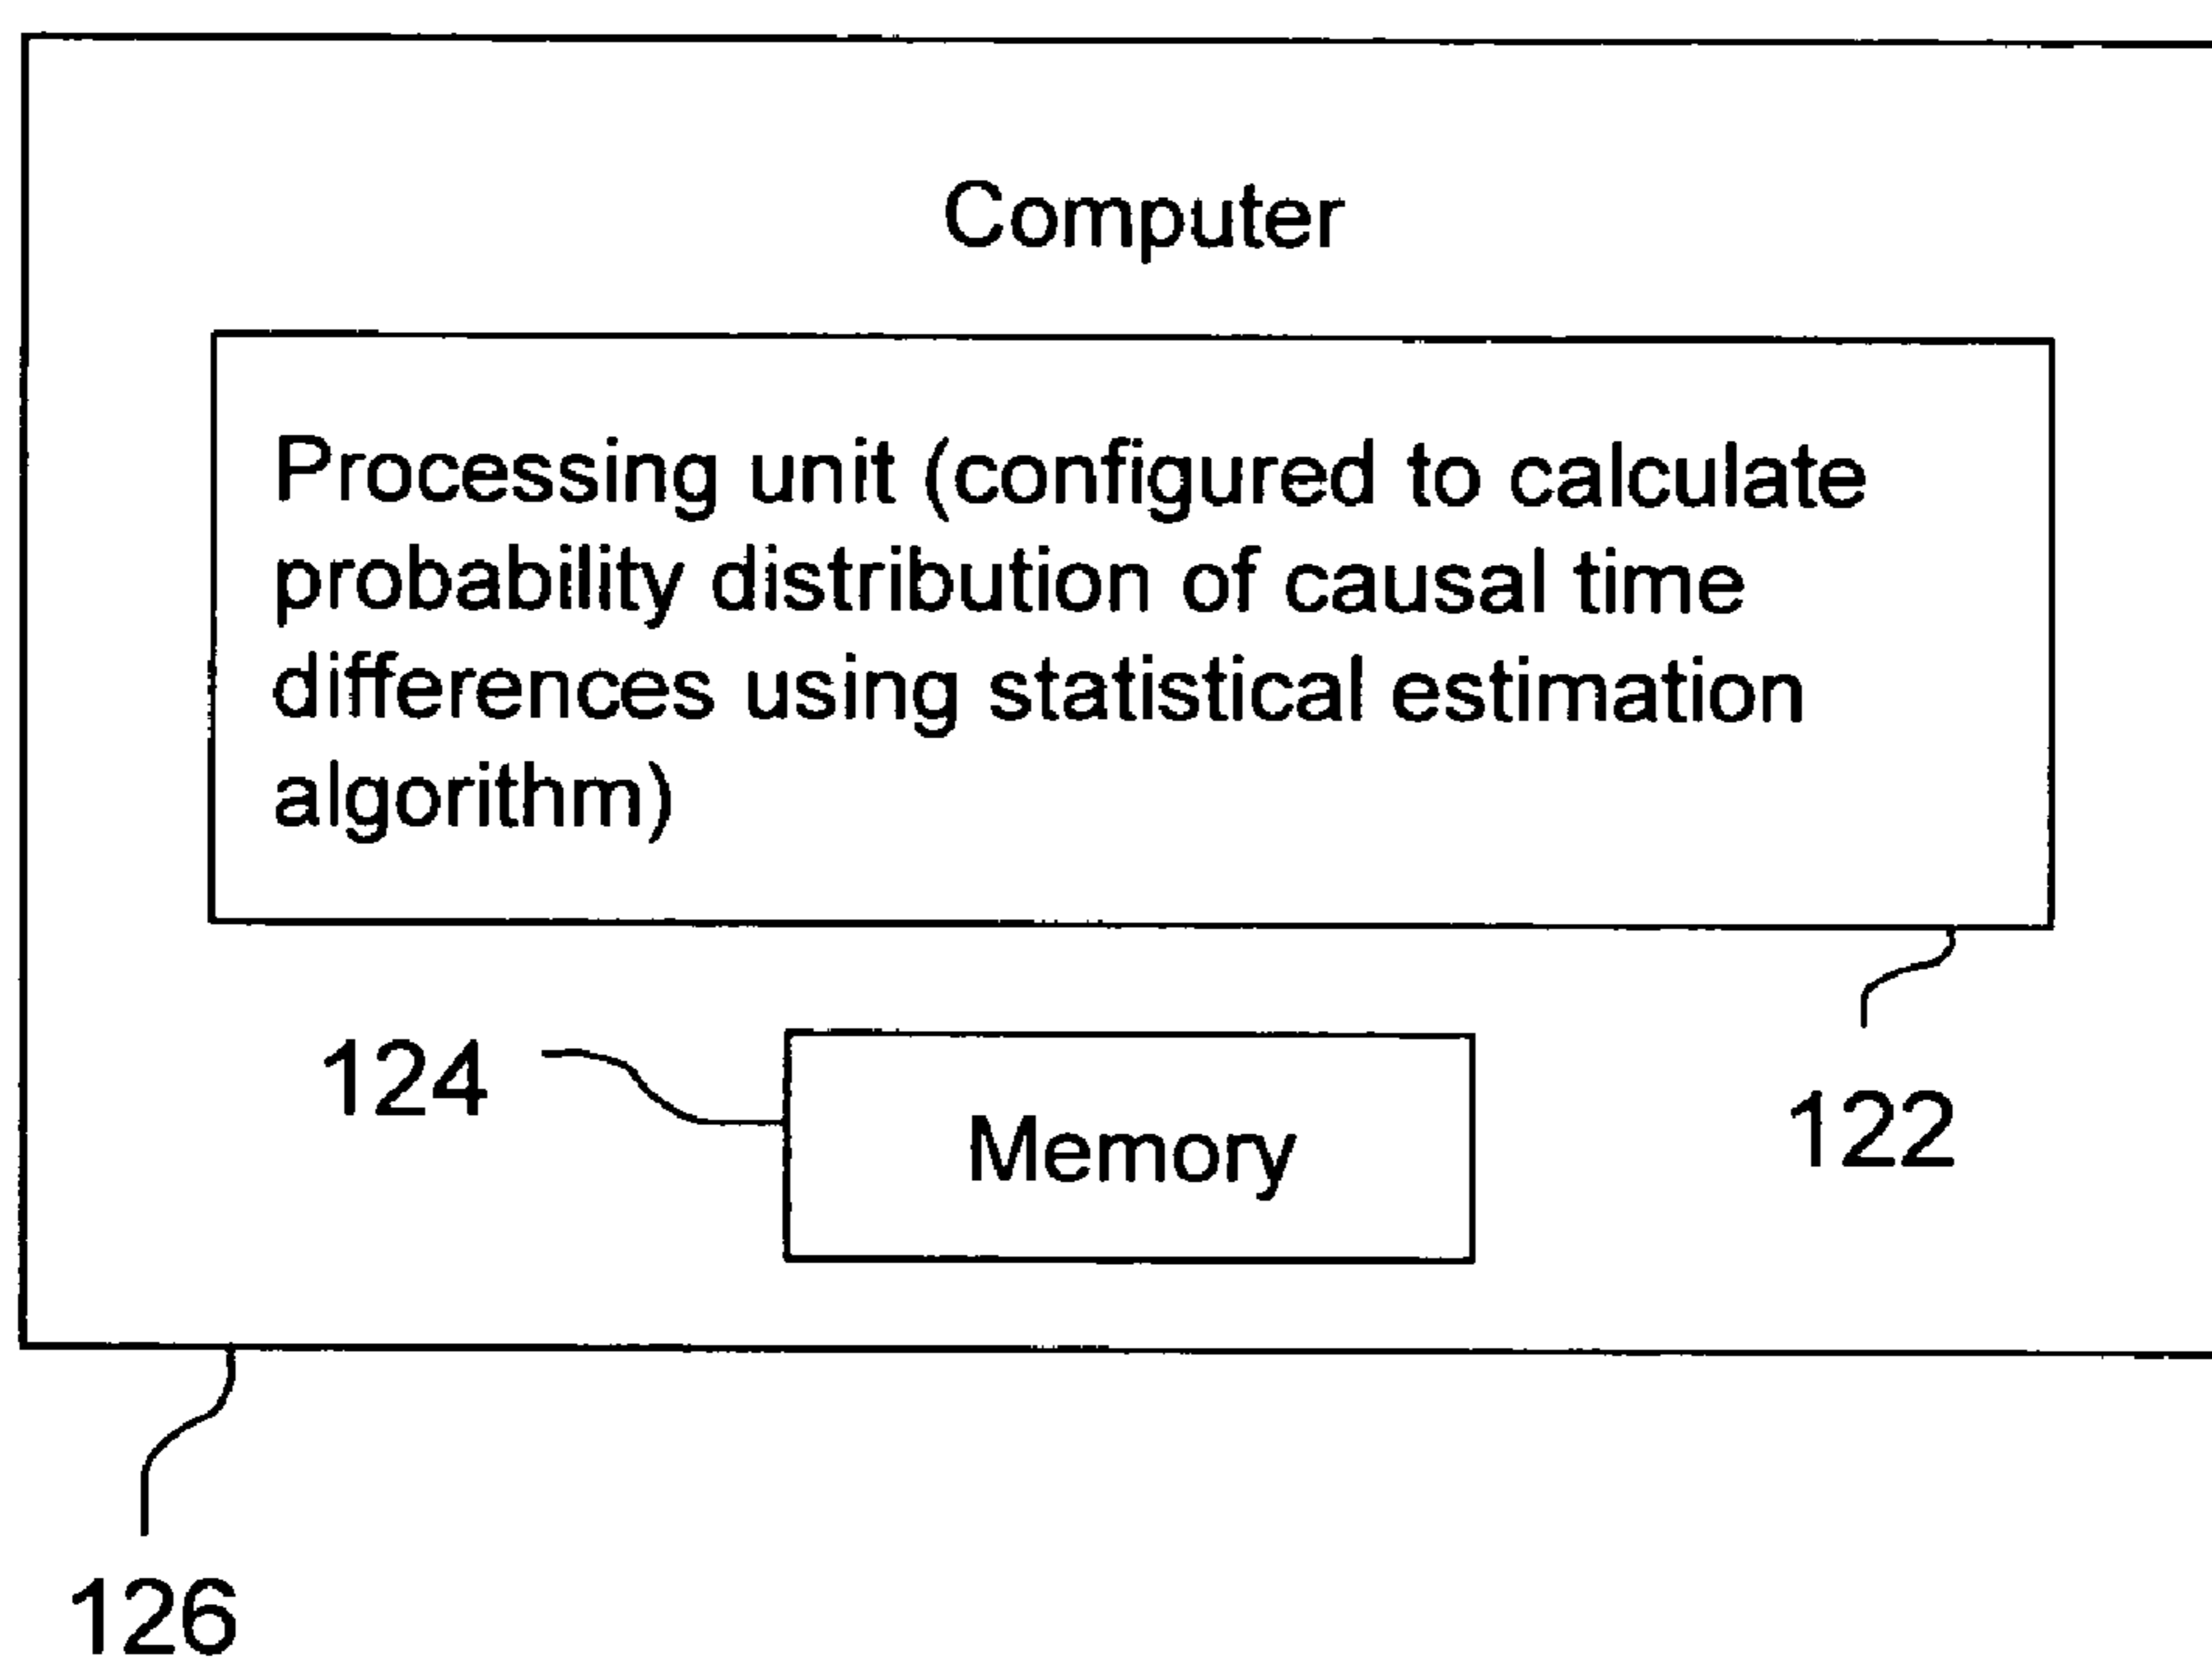 Computer
Processing unit (configured to calculate
probability distribution of causal time
differences using statistical estimation
algorithm)
124
Memory
122
126